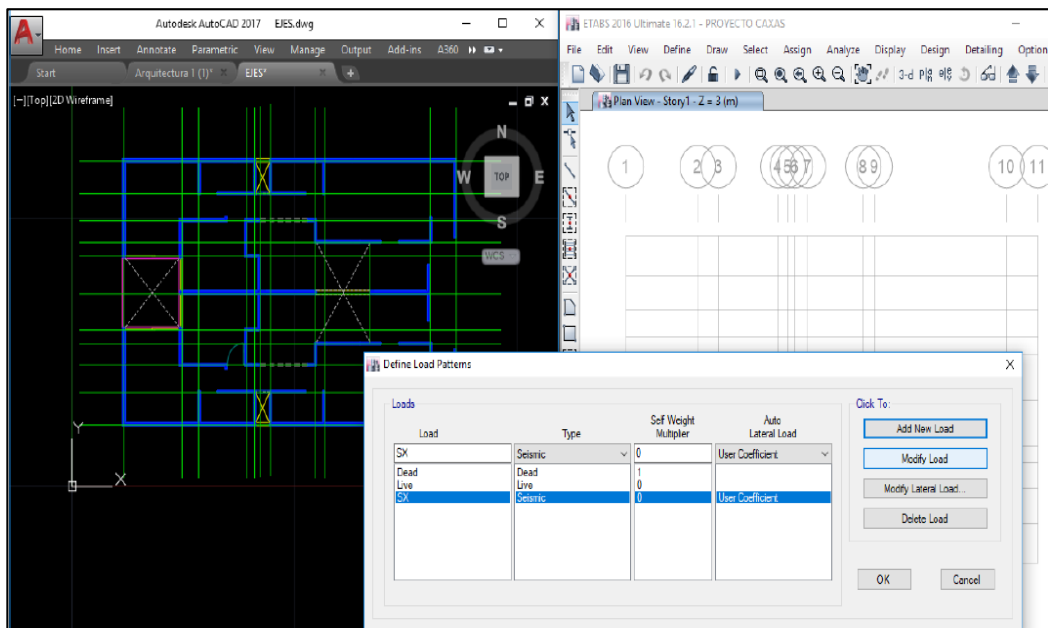 Autodesk AutoCAD 2017 EJES.dwg
Home Insert Annotate Parametric View Manage Output Add-ins A360
Start Arquitectura 1 (1)* EJES*
[−][Top][2D Wireframe]
N
W TOP E
S
WCS
Y
X
ETABS 2016 Ultimate 16.2.1 - PROYECTO CAXAS
File Edit View Define Draw Select Assign Analyze Display Design Detailing Option
3-d
Plan View - Story1 - Z = 3 (m)
1 2 3 4 5 6 7 8 9 10 11
Define Load Patterns
Loads
Click To:
Load Type Self Weight Multiplier Auto Lateral Load
SX Seismic 0 User Coefficient
Dead Dead 1
Live Live 0
SX Seismic 0 User Coefficient
Add New Load
Modify Load
Modify Lateral Load...
Delete Load
OK Cancel